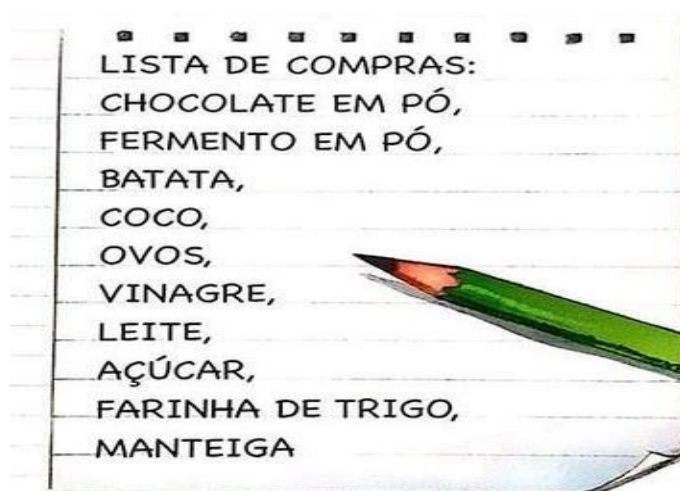 LISTA DE COMPRAS:
CHOCOLATE EM PÓ,
FERMENTO EM PÓ,
BATATA,
COCO,
OVOS,
VINAGRE,
LEITE,
AÇÚCAR,
FARINHA DE TRIGO,
MANTEIGA